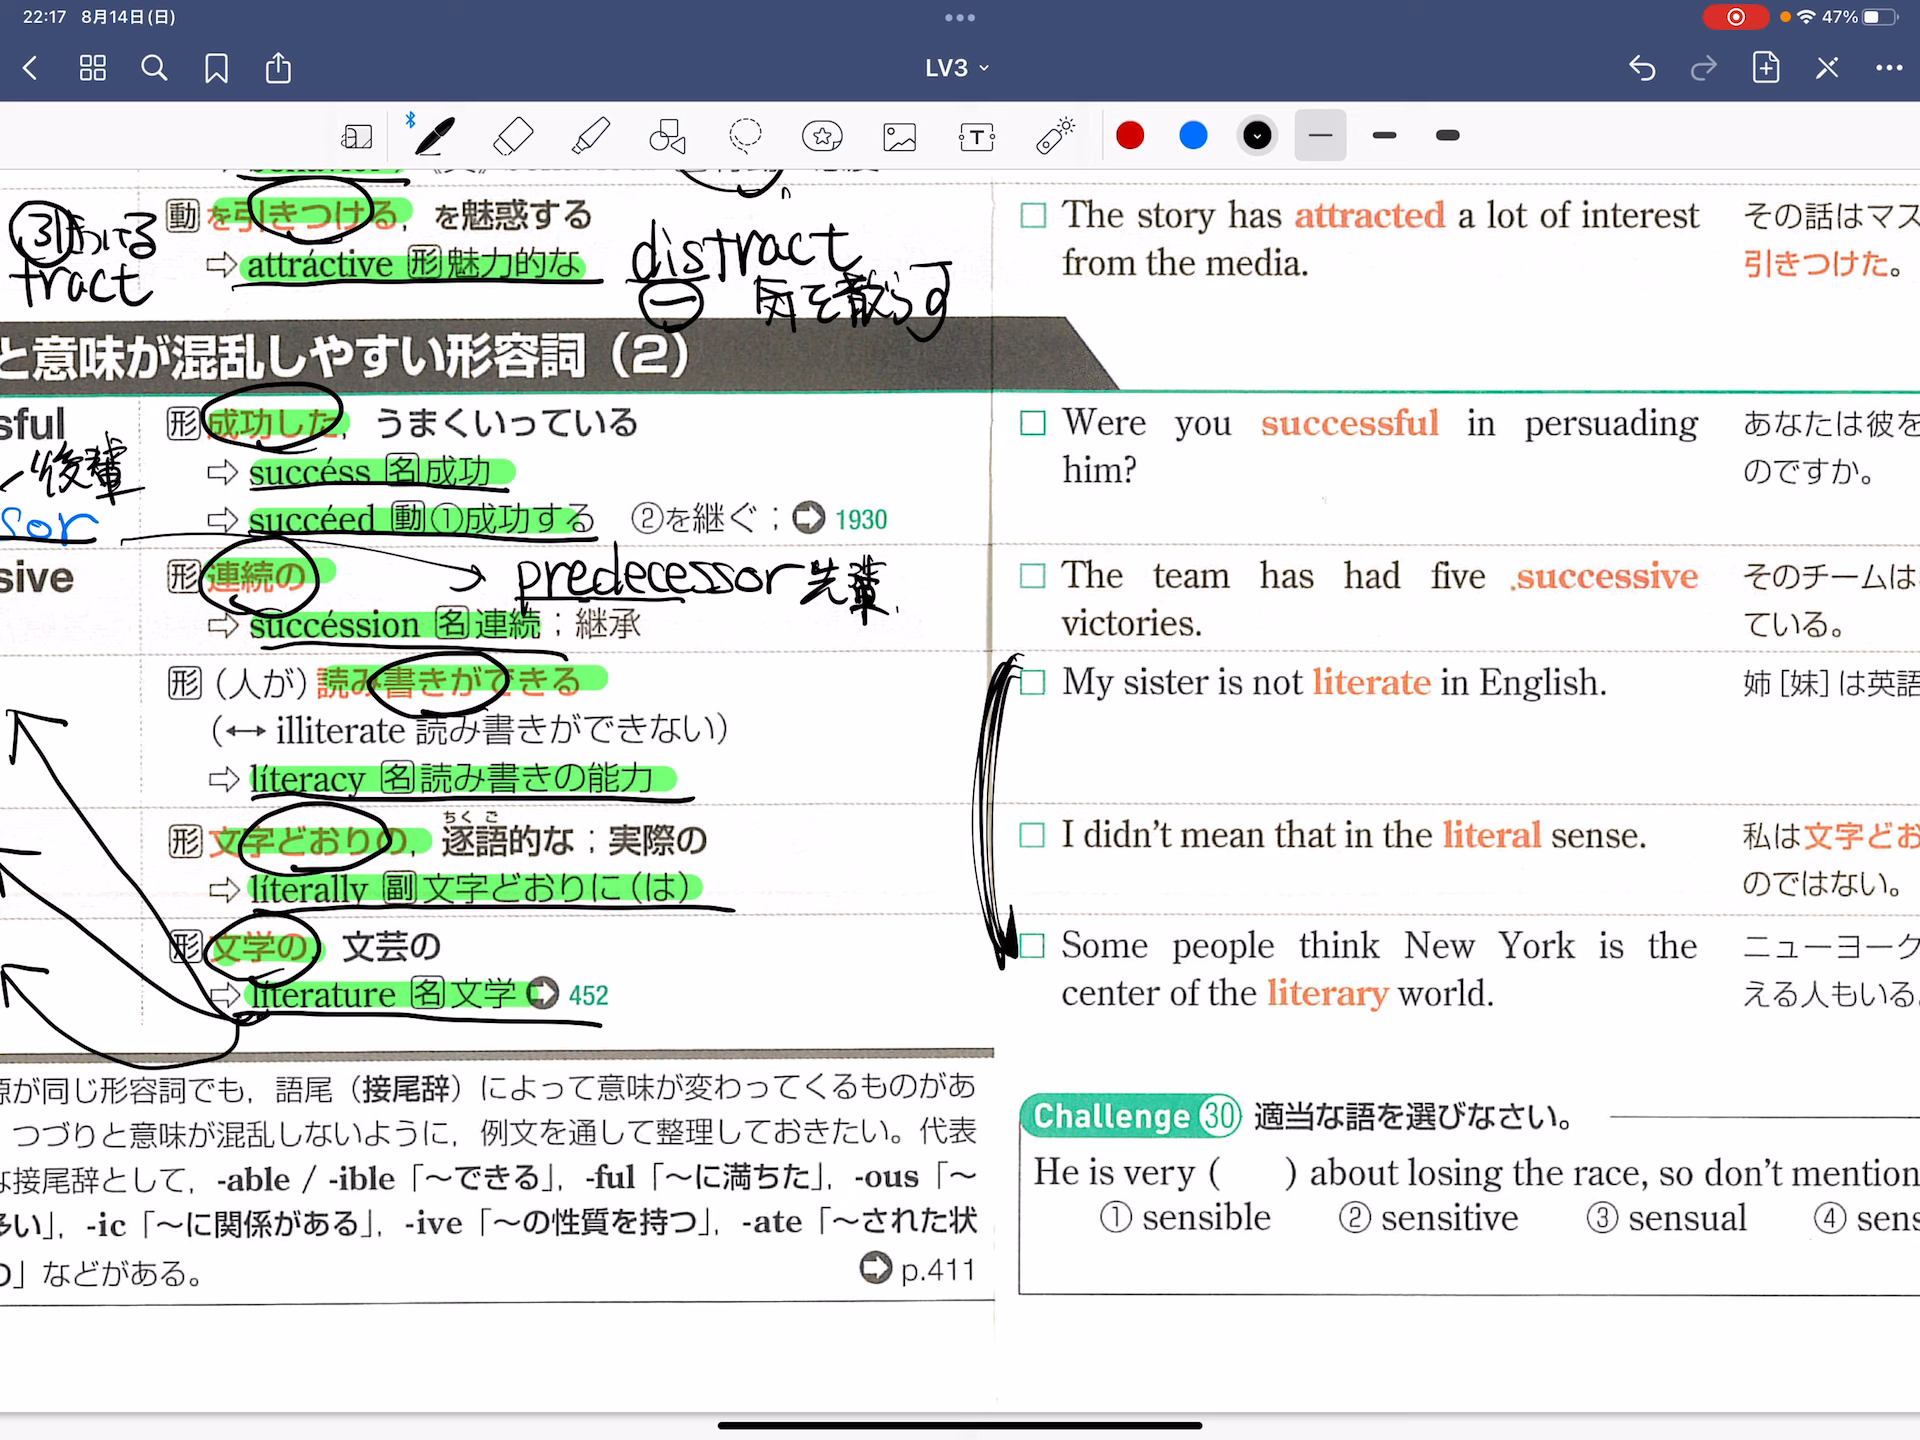 22:17 8月14日(日)
47%
LV3
を引きつける，を魅惑する
動
⇨ attráctive 形 魅力的な
引きつける
tract
distract
気を散らす
The story has attracted a lot of interest
from the media.
その話はマス
引きつけた。
と意味が混乱しやすい形容詞（2）
sful
形 成功した，うまくいっている
⇨ succéss 名 成功
⇨ succéed 動 ①成功する ②を継ぐ；➔ 1930
後輩
sor
Were you successful in persuading
him?
あなたは彼を
のですか。
sive
形 連続の
predecessor 先輩
⇨ succéssion 名 連続；継承
The team has had five successive
victories.
そのチームは
ている。
形（人が）読み書きができる
（↔ illiterate 読み書きができない）
⇨ líteracy 名 読み書きの能力
My sister is not literate in English.
姉［妹］は英語
ちくご
形 文字どおりの，逐語的な；実際の
⇨ líterally 副 文字どおりに（は）
I didn't mean that in the literal sense.
私は文字どお
のではない。
形 文学の，文芸の
⇨ líterature 名 文学 ➔ 452
Some people think New York is the
center of the literary world.
ニューヨーク
える人もいる。
源が同じ形容詞でも，語尾（接尾辞）によって意味が変わってくるものがあ
つづりと意味が混乱しないように，例文を通して整理しておきたい。代表
な接尾辞として，-able / -ible「～できる」，-ful「～に満ちた」，-ous「～
多い」，-ic「～に関係がある」，-ive「～の性質を持つ」，-ate「～された状
の」などがある。
➔ p.411
Challenge 30 適当な語を選びなさい。
He is very ( ) about losing the race, so don't mention
① sensible ② sensitive ③ sensual ④ sens